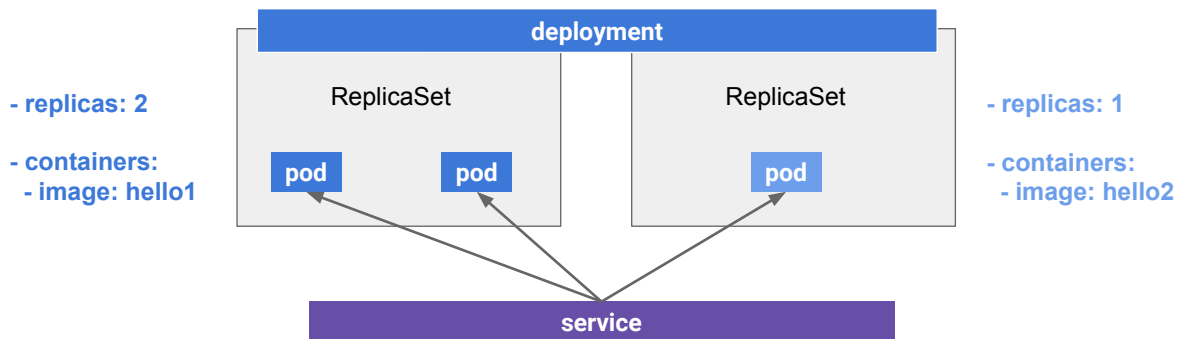 deployment
- replicas: 2
- containers:
- image: hello1
ReplicaSet
pod
pod
ReplicaSet
pod
- replicas: 1
- containers:
- image: hello2
service